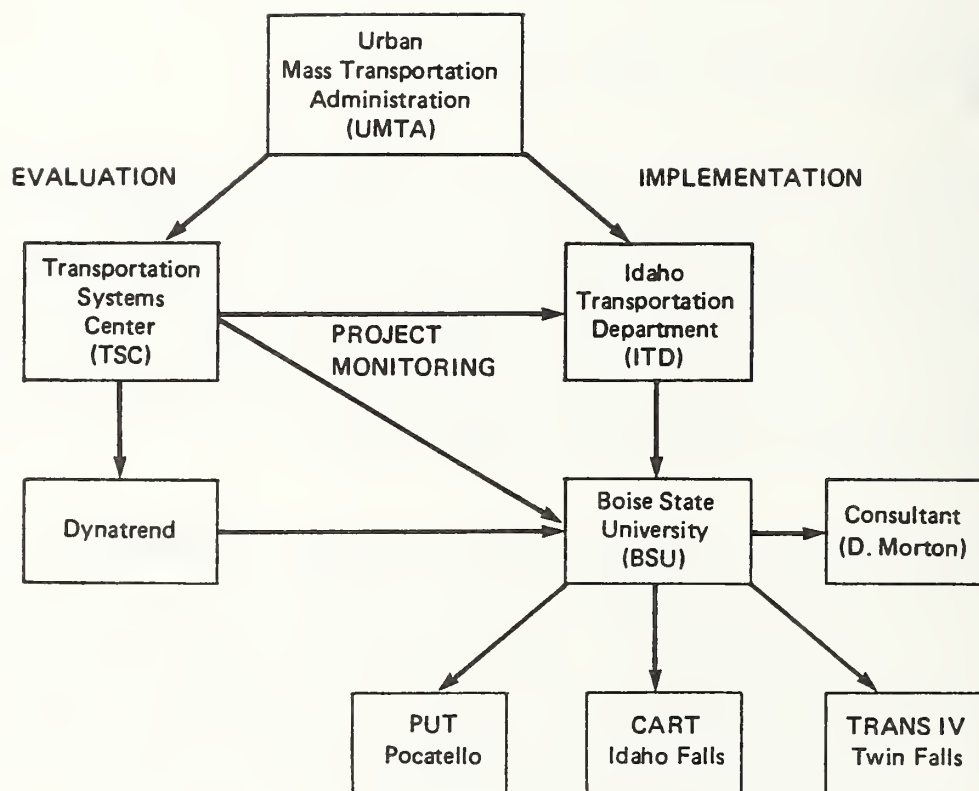 Urban
Mass Transportation
Administration
(UMTA)
EVALUATION
IMPLEMENTATION
Transportation
Systems
Center
(TSC)
Idaho
Transportation
Department
(ITD)
PROJECT
MONITORING
Dynatrend
Boise State
University
(BSU)
Consultant
(D. Morton)
PUT
Pocatello
CART
Idaho Falls
TRANS IV
Twin Falls